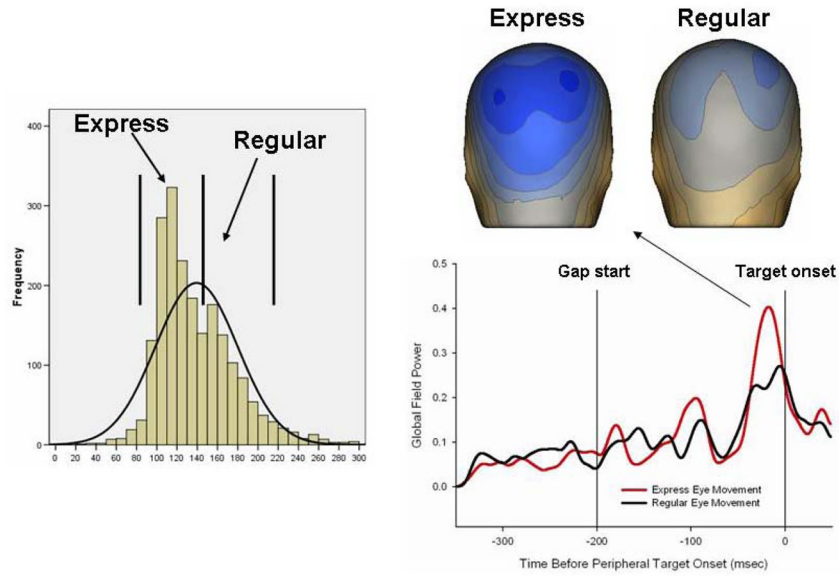 Express Regular
Express
Regular
400
300
200
100
0
Frequency
0 20 40 60 80 100 120 140 160 180 200 220 240 260 280 300
Gap start Target onset
0.5
0.4
0.3
0.2
0.1
0.0
Global Field Power
Express Eye Movement
Regular Eye Movement
-300 -200 -100 0
Time Before Peripheral Target Onset (msec)